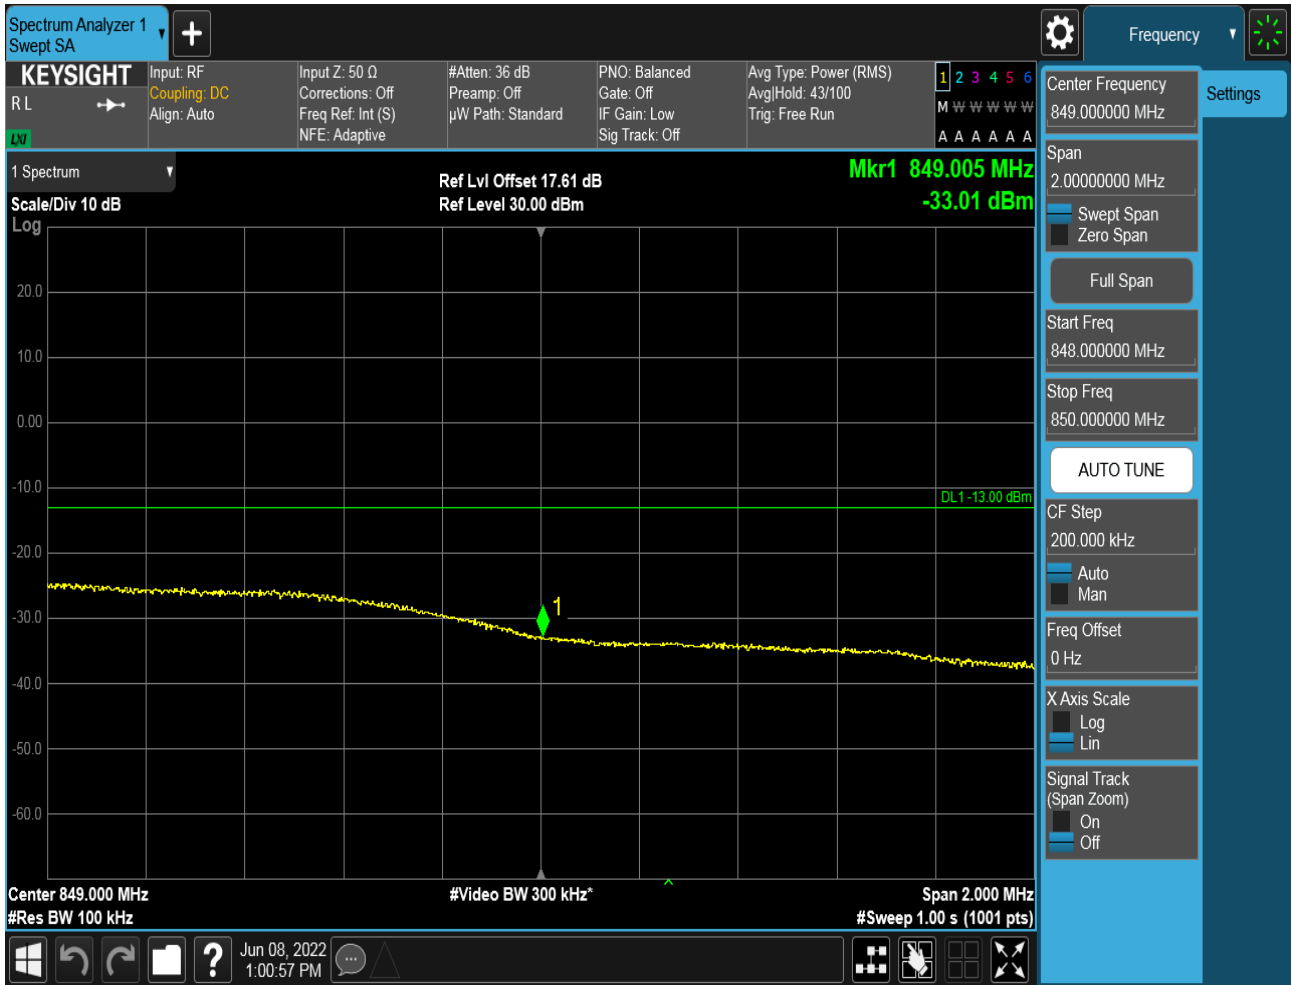 Spectrum Analyzer 1
Swept SA
Frequency
KEYSIGHT
R L
LXI
Input: RF
Coupling: DC
Align: Auto
Input Z: 50 Ω
Corrections: Off
Freq Ref: Int (S)
NFE: Adaptive
#Atten: 36 dB
Preamp: Off
µW Path: Standard
PNO: Balanced
Gate: Off
IF Gain: Low
Sig Track: Off
Avg Type: Power (RMS)
Avg|Hold: 43/100
Trig: Free Run
1 2 3 4 5 6
M W W W W W
A A A A A A
1 Spectrum
Scale/Div 10 dB
Log
Ref Lvl Offset 17.61 dB
Ref Level 30.00 dBm
Mkr1 849.005 MHz
-33.01 dBm
20.0
10.0
0.00
-10.0
DL1 -13.00 dBm
-20.0
1
-30.0
-40.0
-50.0
-60.0
Center 849.000 MHz
#Res BW 100 kHz
#Video BW 300 kHz*
Span 2.000 MHz
#Sweep 1.00 s (1001 pts)
?
Jun 08, 2022
1:00:57 PM
Center Frequency
849.000000 MHz
Settings
Span
2.00000000 MHz
Swept Span
Zero Span
Full Span
Start Freq
848.000000 MHz
Stop Freq
850.000000 MHz
AUTO TUNE
CF Step
200.000 kHz
Auto
Man
Freq Offset
0 Hz
X Axis Scale
Log
Lin
Signal Track
(Span Zoom)
On
Off